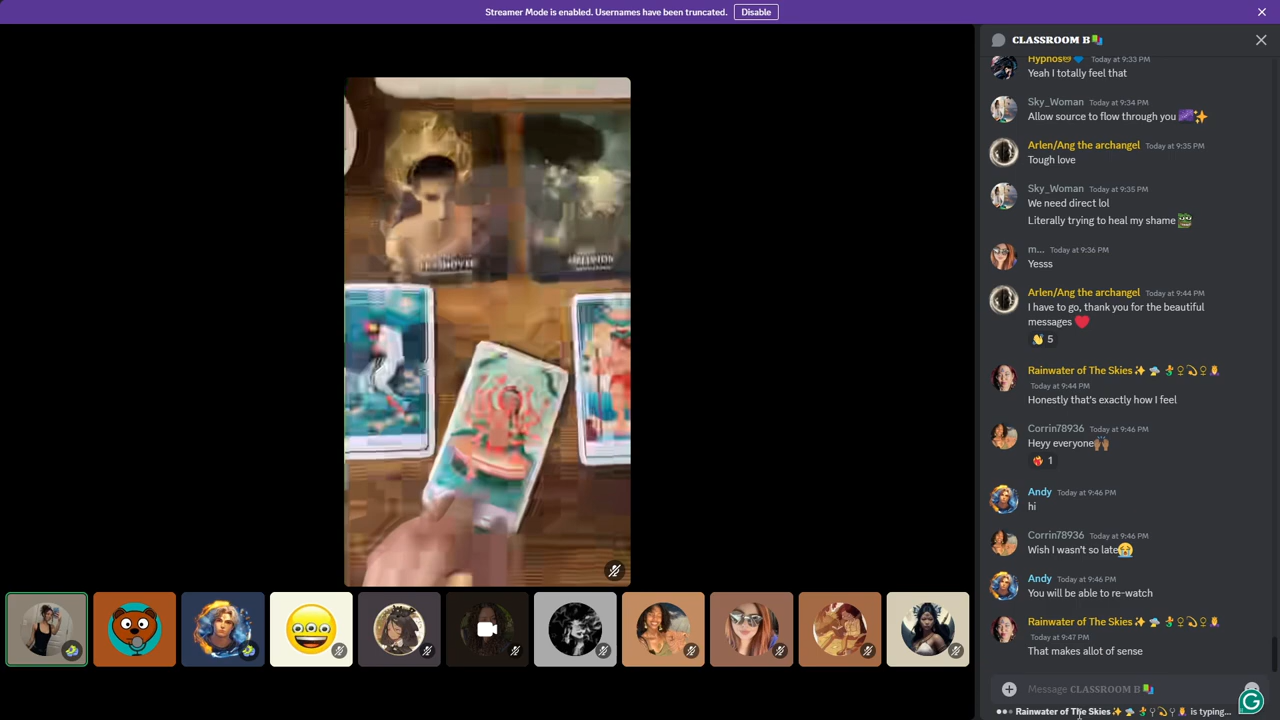 Streamer Mode is enabled. Usernames have been truncated. Disable
CLASSROOM B
Hypnos Today at 9:33 PM
Yeah I totally feel that
Sky_Woman Today at 9:34 PM
Allow source to flow through you
Arlen/Ang the archangel Today at 9:35 PM
Tough love
Sky_Woman Today at 9:35 PM
We need direct lol
Literally trying to heal my shame
m... Today at 9:36 PM
Yesss
Arlen/Ang the archangel Today at 9:44 PM
I have to go, thank you for the beautiful
messages ❤️
👋 5
Rainwater of The Skies✨
Today at 9:44 PM
Honestly that's exactly how I feel
Corrin78936 Today at 9:46 PM
Heyy everyone🙌🏾
❤️‍🔥 1
Andy Today at 9:46 PM
hi
Corrin78936 Today at 9:46 PM
Wish I wasn't so late😭
Andy Today at 9:46 PM
You will be able to re-watch
Rainwater of The Skies✨
Today at 9:47 PM
That makes allot of sense
Message CLASSROOM B
Rainwater of The Skies✨ is typing...